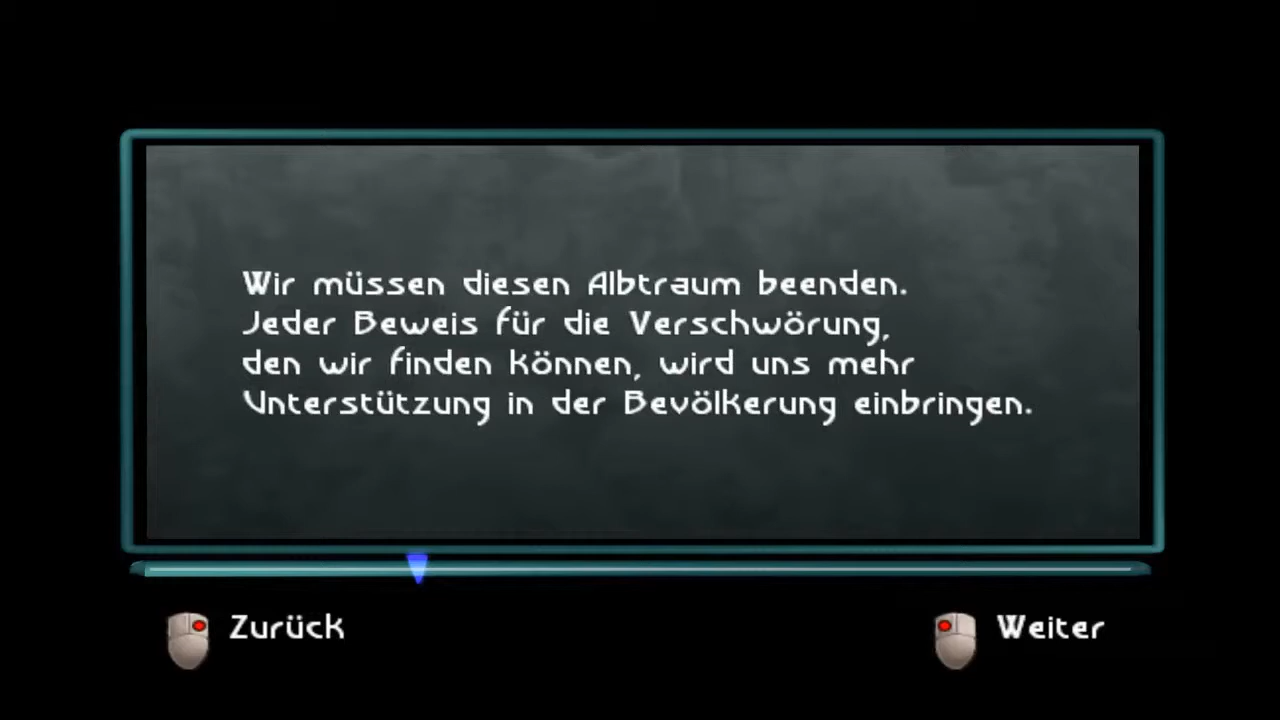 Wir müssen diesen Albtraum beenden.
Jeder Beweis für die Verschwörung,
den wir finden können, wird uns mehr
Unterstützung in der Bevölkerung einbringen.
Zurück
Weiter